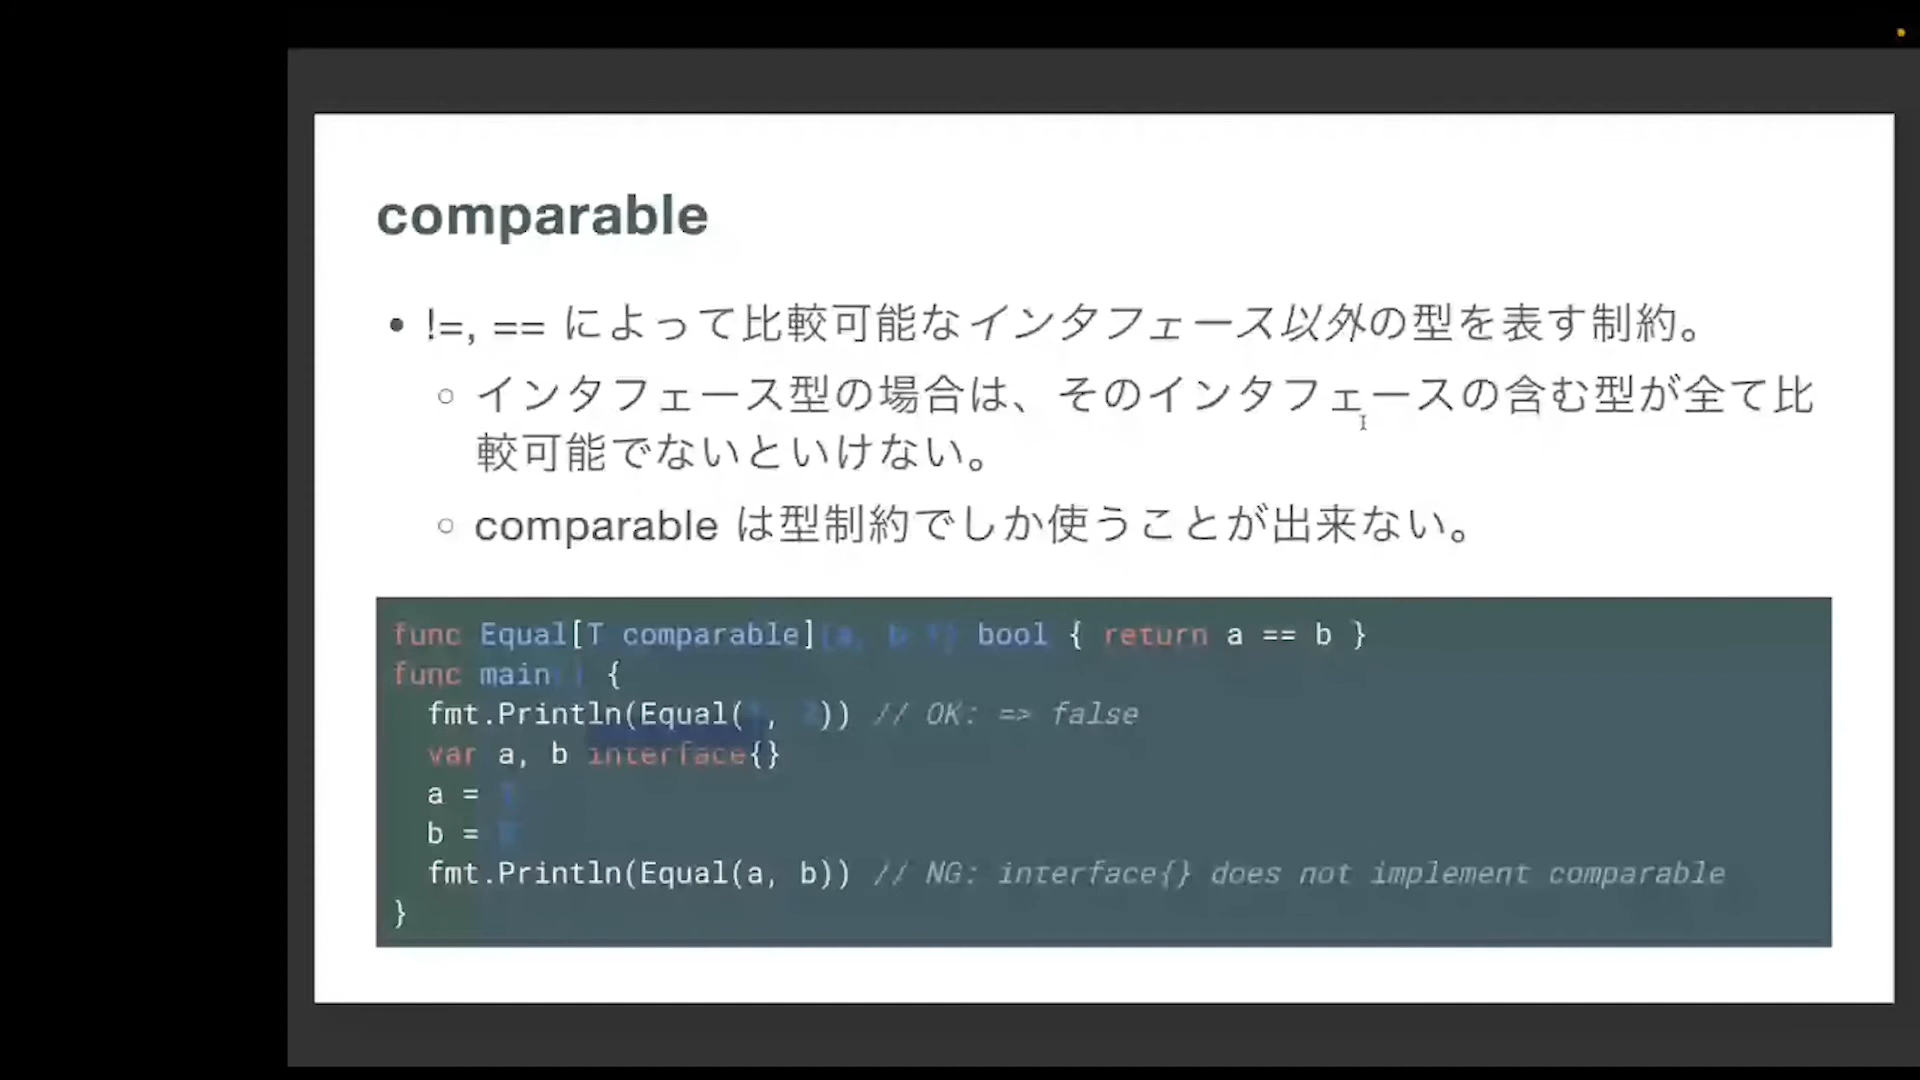 comparable
!=, == によって比較可能なインタフェース以外の型を表す制約。
インタフェース型の場合は、そのインタフェースの含む型が全て比
較可能でないといけない。
comparable は型制約でしか使うことが出来ない。
func Equal[T comparable](a, b T) bool { return a == b }
func main() {
fmt.Println(Equal( , )) // OK: => false
var a, b interface{}
a =
b =
fmt.Println(Equal(a, b)) // NG: interface{} does not implement comparable
}